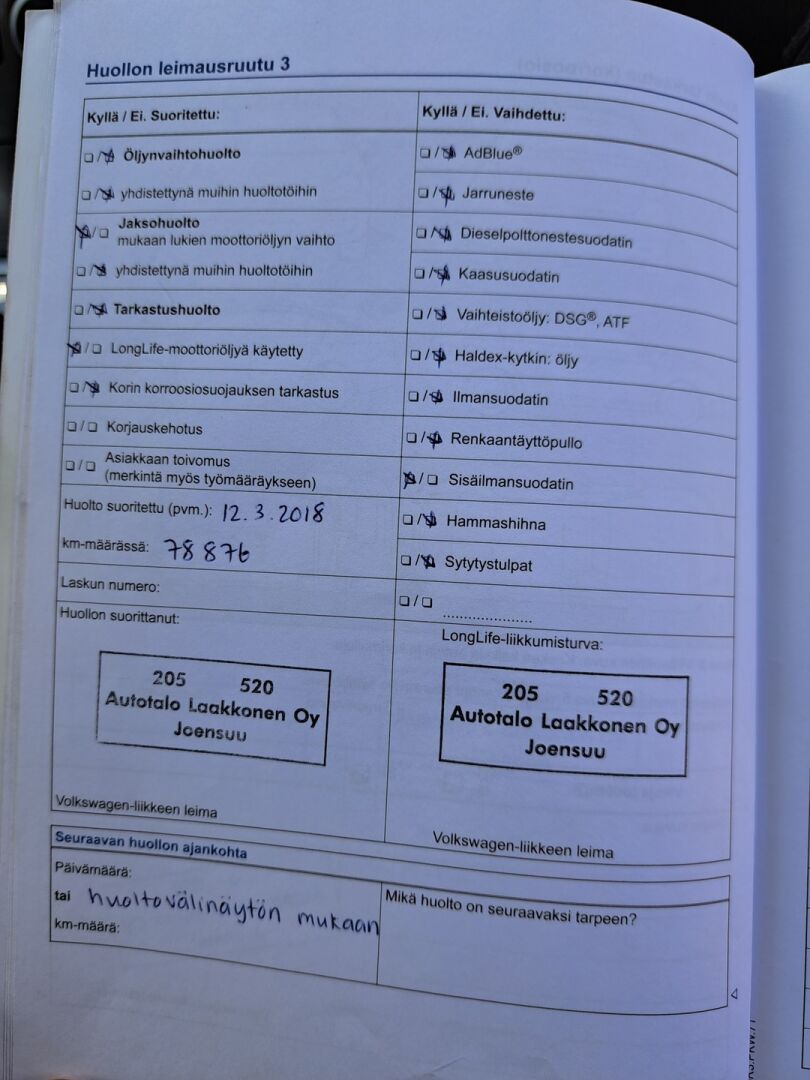 Huollon leimausruutu 3
Kyllä / Ei. Suoritettu:
Öljynvaihtohuolto
yhdistettynä muihin huoltotöihin
Jaksohuolto
mukaan lukien moottoriöljyn vaihto
yhdistettynä muihin huoltotöihin
Tarkastushuolto
LongLife-moottoriöljyä käytetty
Korin korroosiosuojauksen tarkastus
Korjauskehotus
Asiakkaan toivomus
(merkintä myös työmääräykseen)
Huolto suoritettu (pvm.): 12.3.2018
km-määrässä: 78 876
Laskun numero:
Huollon suorittanut:
205 520
Autotalo Laakkonen Oy
Joensuu
Volkswagen-liikkeen leima
Kyllä / Ei. Vaihdettu:
AdBlue®
Jarruneste
Dieselpolttonestesuodatin
Kaasusuodatin
Vaihteistoöljy: DSG®, ATF
Haldex-kytkin: öljy
Ilmansuodatin
Renkaantäyttöpullo
Sisäilmansuodatin
Hammashihna
Sytytystulpat
....................
LongLife-liikkumisturva:
205 520
Autotalo Laakkonen Oy
Joensuu
Volkswagen-liikkeen leima
Seuraavan huollon ajankohta
Päivämäärä:
tai huoltovälinäytön mukaan
km-määrä:
Mikä huolto on seuraavaksi tarpeen?